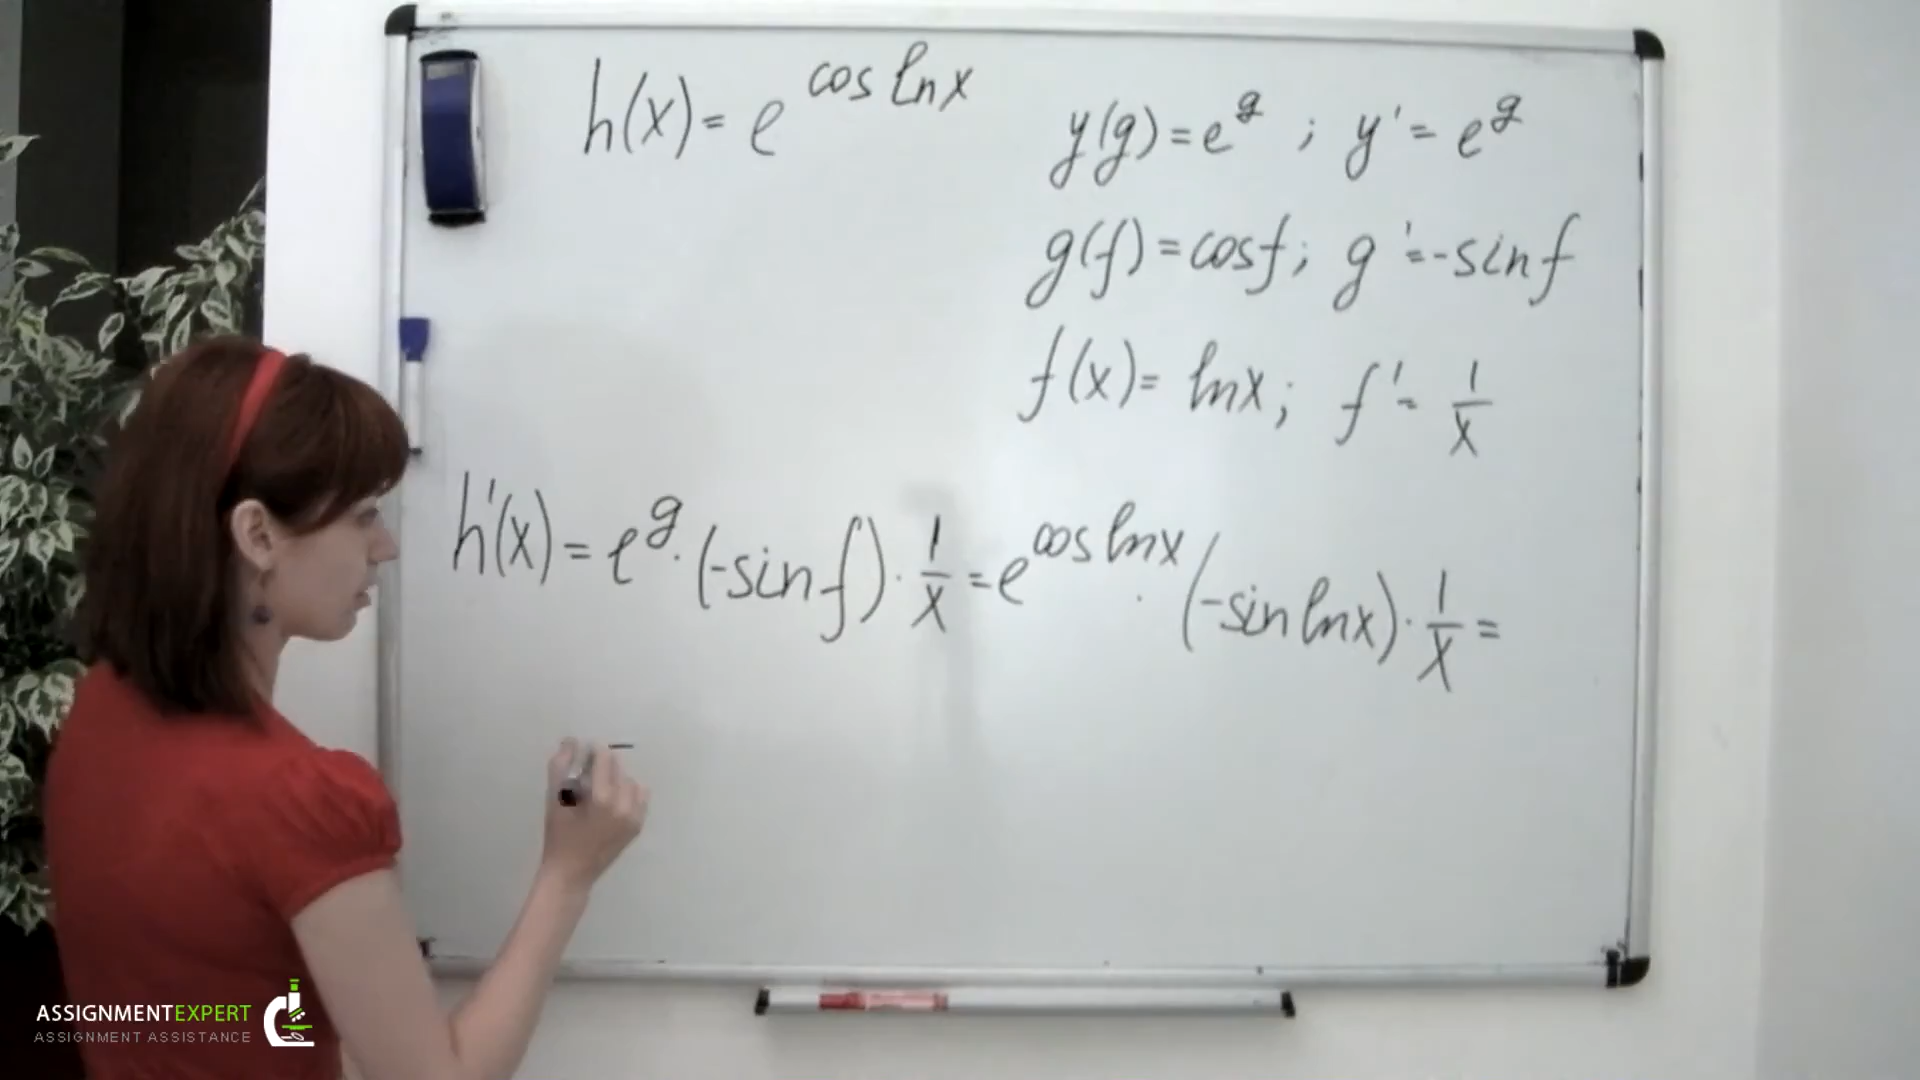 h(x) = e^{cos ln x}
y(g) = e^g ; y' = e^g
g(f) = cos f ; g' = -sin f
f(x) = ln x ; f' = 1/x
h'(x) = e^g · (-sin f) · 1/x = e^{cos ln x} · (-sin ln x) · 1/x =
ASSIGNMENTEXPERT
ASSIGNMENT ASSISTANCE